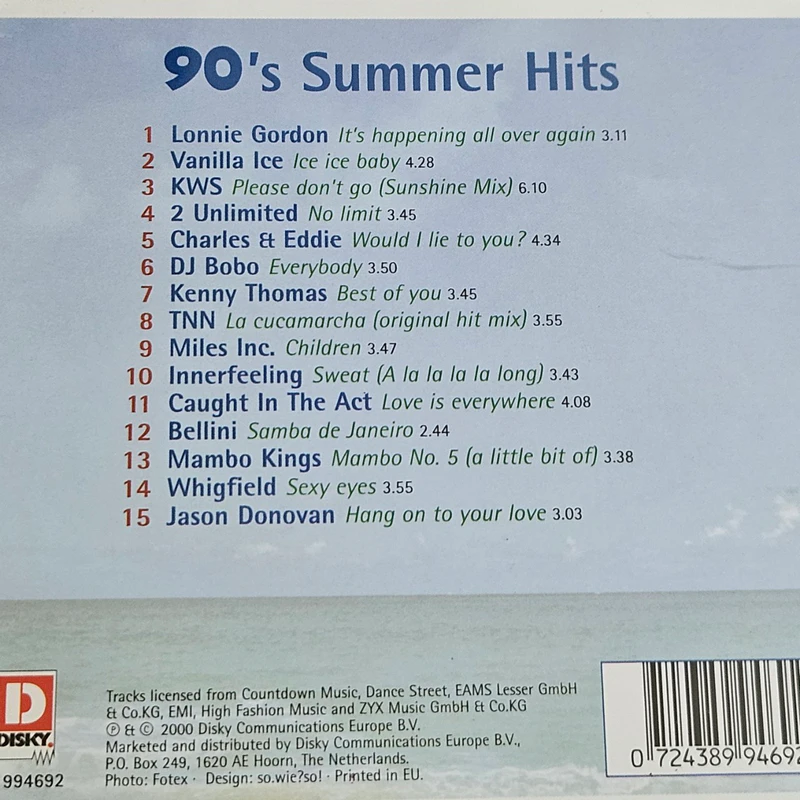 90's Summer Hits
1 Lonnie Gordon It's happening all over again 3.11
2 Vanilla Ice Ice ice baby 4.28
3 KWS Please don't go (Sunshine Mix) 6.10
4 2 Unlimited No limit 3.45
5 Charles & Eddie Would I lie to you? 4.34
6 DJ Bobo Everybody 3.50
7 Kenny Thomas Best of you 3.45
8 TNN La cucamarcha (original hit mix) 3.55
9 Miles Inc. Children 3.47
10 Innerfeeling Sweat (A la la la la long) 3.43
11 Caught In The Act Love is everywhere 4.08
12 Bellini Samba de Janeiro 2.44
13 Mambo Kings Mambo No. 5 (a little bit of) 3.38
14 Whigfield Sexy eyes 3.55
15 Jason Donovan Hang on to your love 3.03
D
DISKY.
994692
Tracks licensed from Countdown Music, Dance Street, EAMS Lesser GmbH
& Co.KG, EMI, High Fashion Music and ZYX Music GmbH & Co.KG
℗ & © 2000 Disky Communications Europe B.V.
Marketed and distributed by Disky Communications Europe B.V.,
P.O. Box 249, 1620 AE Hoorn, The Netherlands.
Photo: Fotex · Design: so.wie?so! · Printed in EU.
0 724389 94692